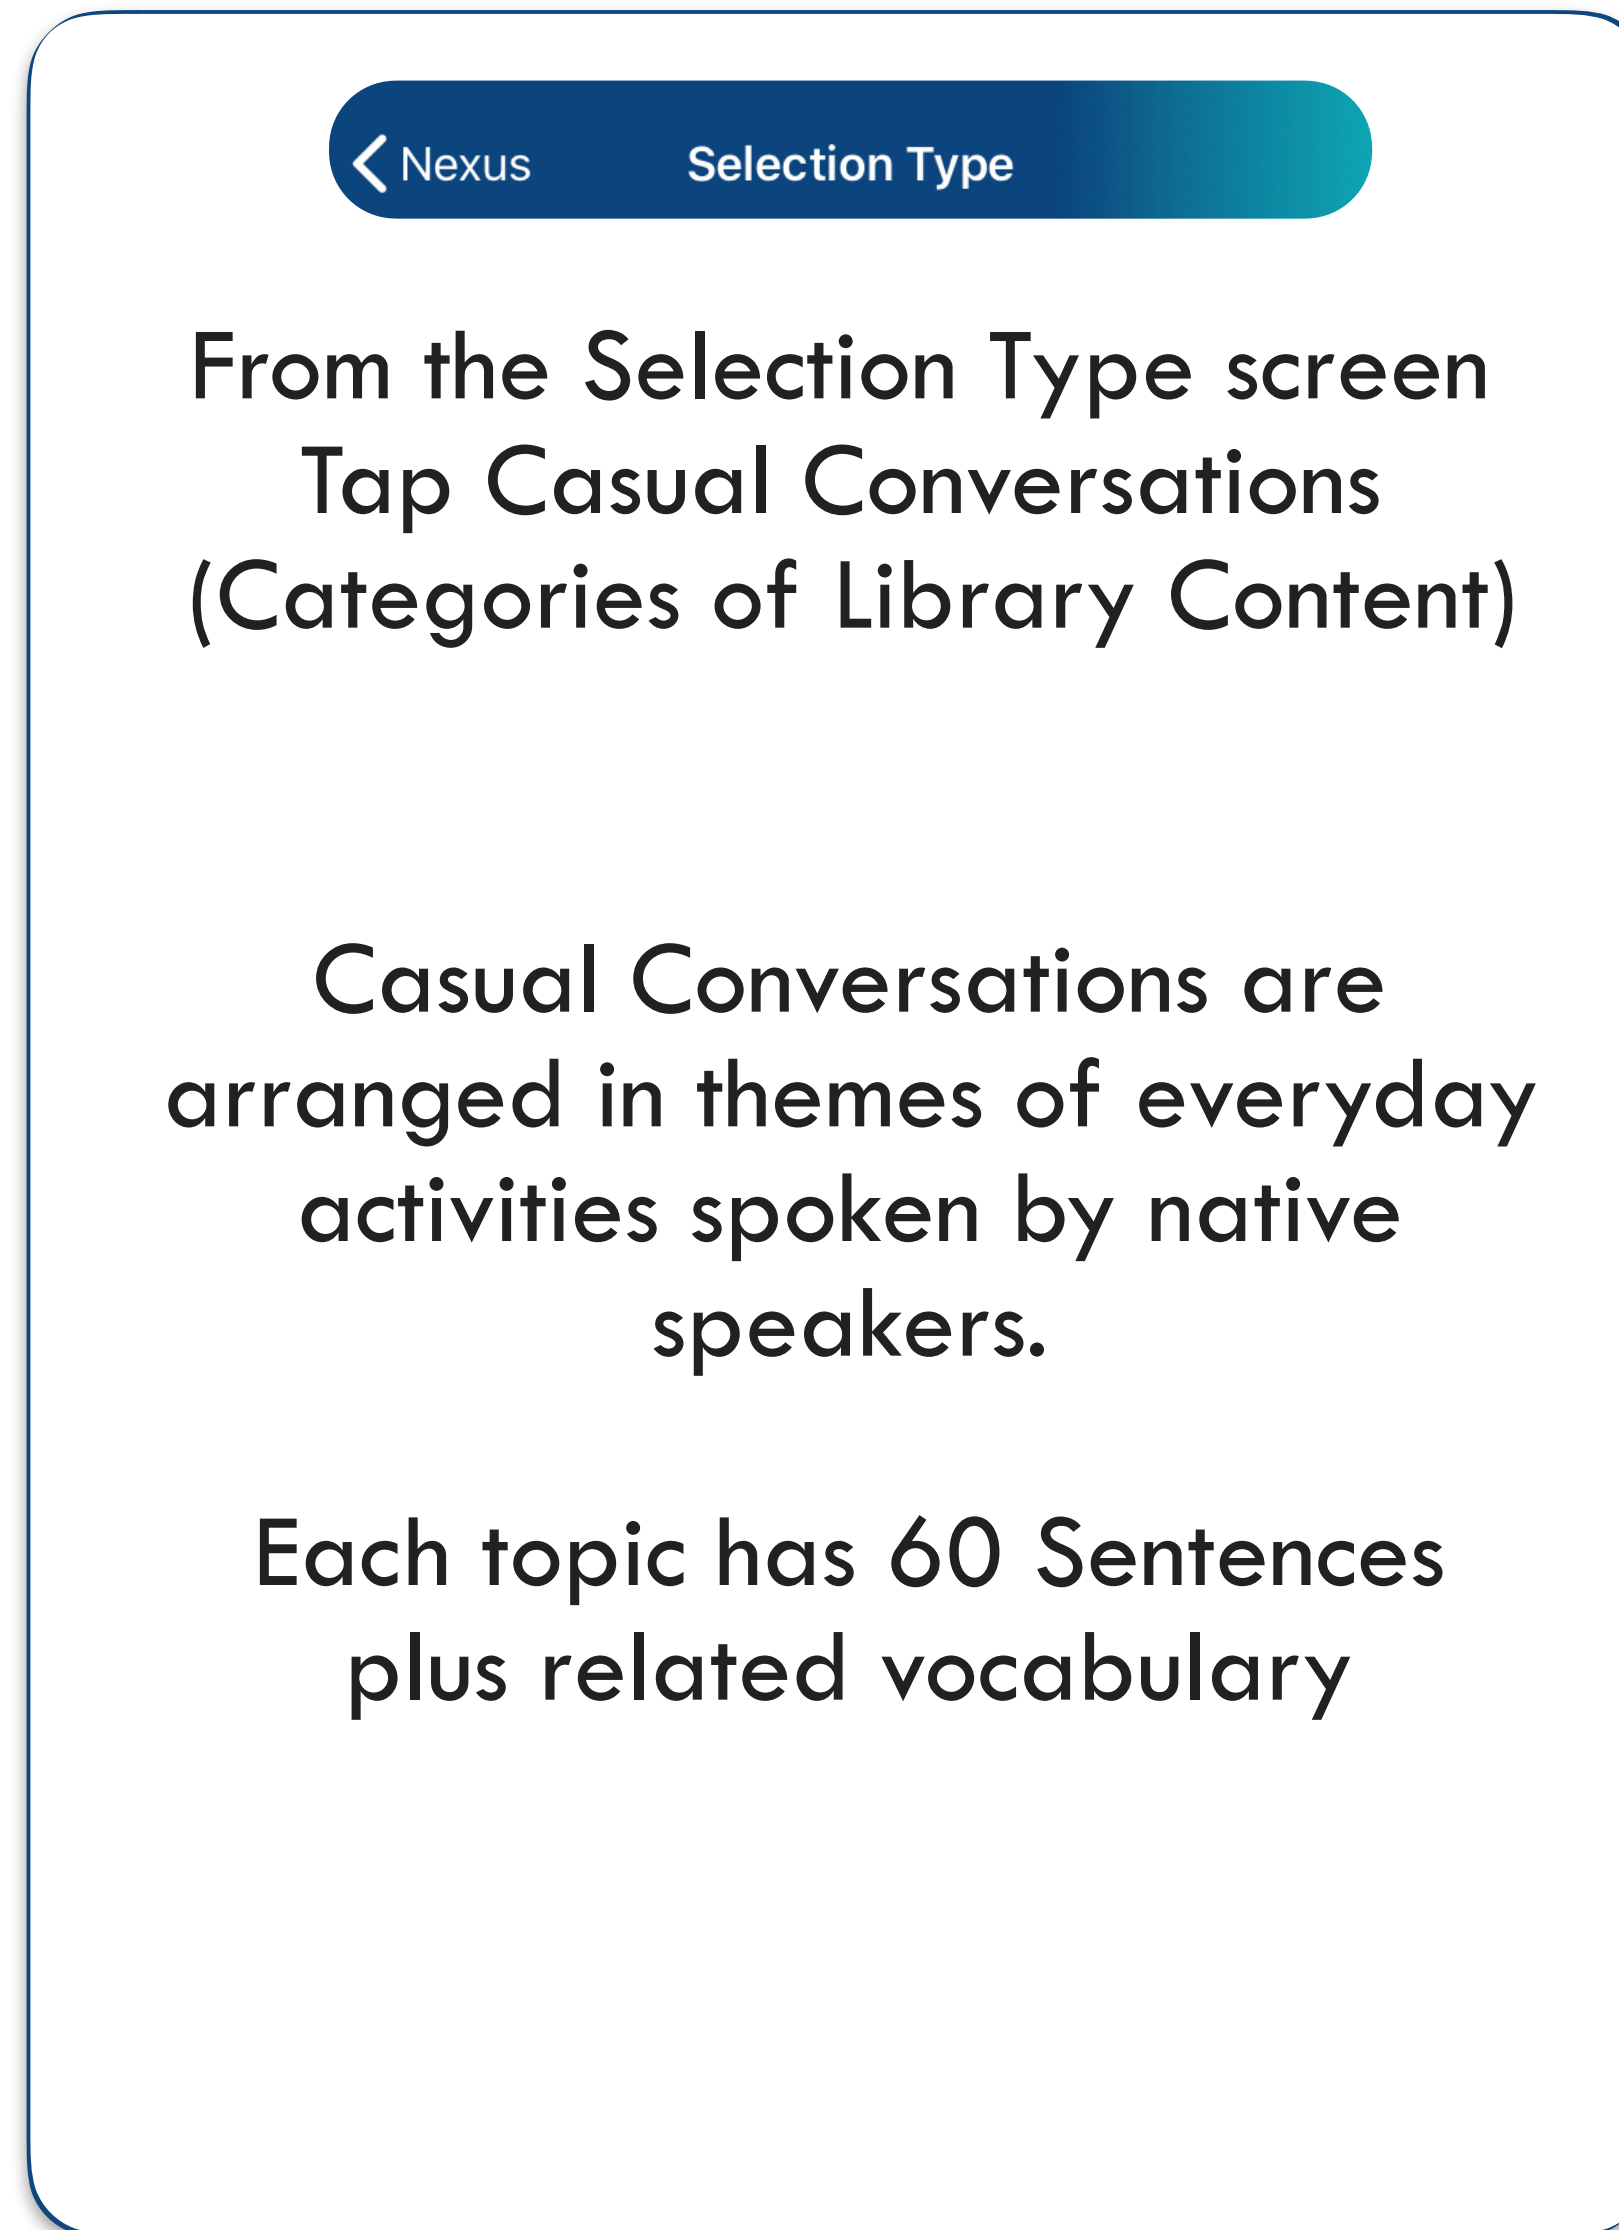 Nexus Selection Type
From the Selection Type screen
Tap Casual Conversations
(Categories of Library Content)
Casual Conversations are
arranged in themes of everyday
activities spoken by native
speakers.
Each topic has 60 Sentences
plus related vocabulary